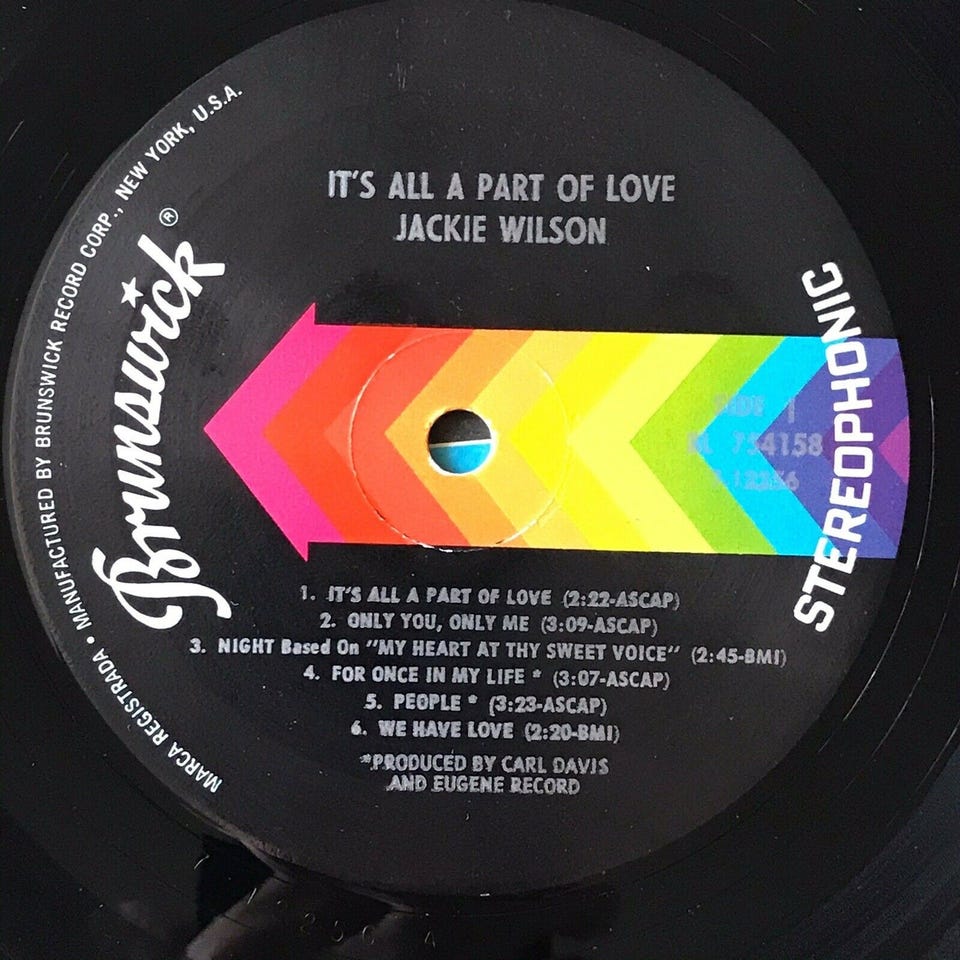 IT'S ALL A PART OF LOVE
JACKIE WILSON
Brunswick®
STEREOPHONIC
SIDE 1
BL 754158
1. IT'S ALL A PART OF LOVE (2:22-ASCAP)
2. ONLY YOU, ONLY ME (3:09-ASCAP)
3. NIGHT Based On "MY HEART AT THY SWEET VOICE" (2:45-BMI)
4. FOR ONCE IN MY LIFE * (3:07-ASCAP)
5. PEOPLE * (3:23-ASCAP)
6. WE HAVE LOVE (2:20-BMI)
*PRODUCED BY CARL DAVIS
AND EUGENE RECORD
MARCA REGISTRADA • MANUFACTURED BY BRUNSWICK RECORD CORP., NEW YORK, U.S.A.